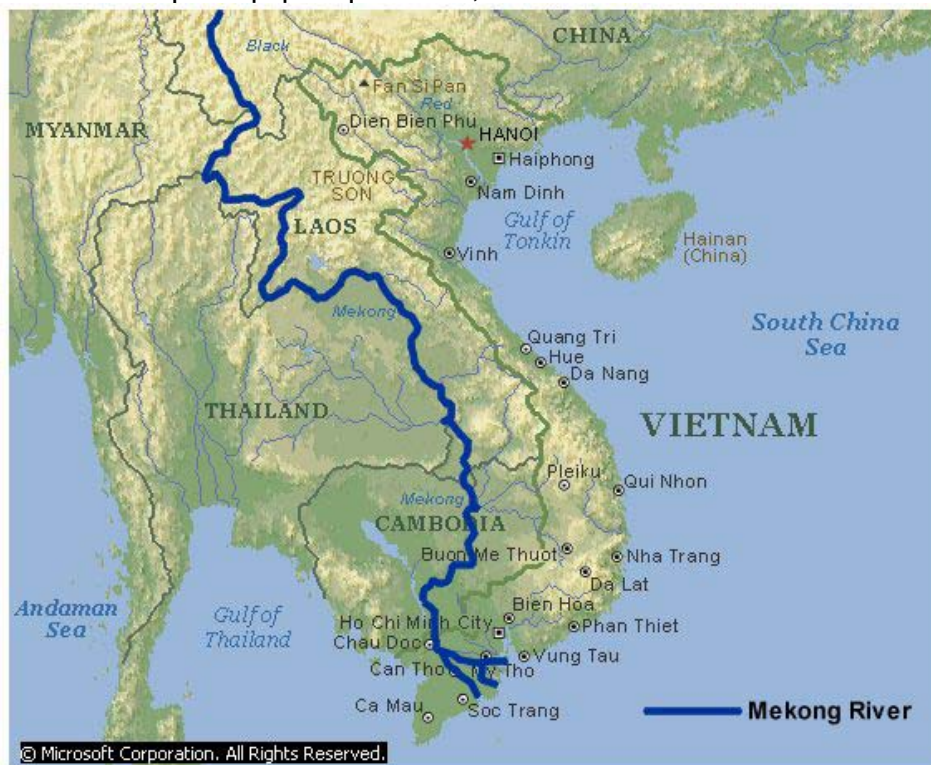 CHINA
Black
Fan Si Pan
Red
MYANMAR
Dien Bien Phu
HANOI
Haiphong
TRUONG
SON
Nam Dinh
Gulf of
Tonkin
LAOS
Hainan
(China)
Vinh
Mekong
South China
Sea
Quang Tri
Hue
Da Nang
THAILAND
VIETNAM
Pleiku
Qui Nhon
Mekong
CAMBODIA
Buon Me Thuot
Nha Trang
Da Lat
Andaman
Sea
Gulf of
Thailand
Bien Hoa
Ho Chi Minh City
Phan Thiet
Chau Doc
Can Tho
My Tho
Vung Tau
Ca Mau
Soc Trang
Mekong River
© Microsoft Corporation. All Rights Reserved.